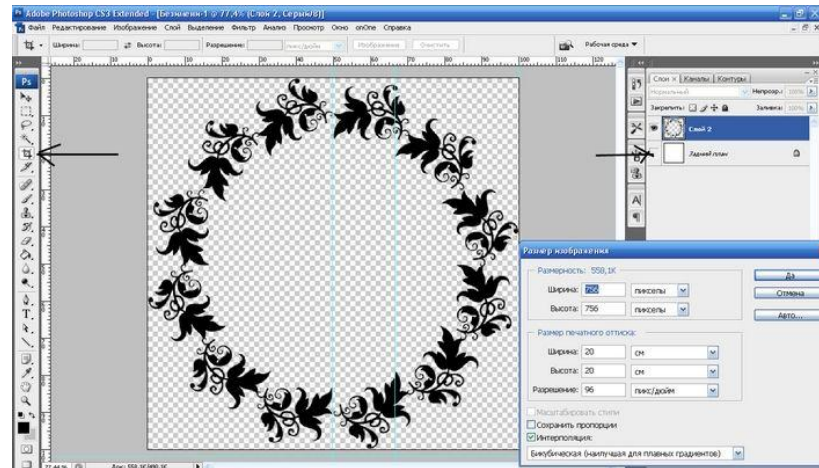 Adobe Photoshop CS3 Extended - [Безимени-1 @ 77,4% (Слой 2, Серый/8)]
Файл Редактирование Изображение Слой Выделение Фильтр Анализ Просмотр Окно onOne Справка
Ширина: Высота: Разрешение: пикс/дюйм Изображение Очистить Рабочая среда
Ps
Слои Каналы Контуры
Нормальный Непрозр.: 100%
Закрепить: Заливка: 100%
Слой 2
Задний план
Размер изображения
Размерность: 558,1K
Ширина: 756 пикселы
Высота: 756 пикселы
Да
Отмена
Авто...
Размер печатного оттиска:
Ширина: 20 см
Высота: 20 см
Разрешение: 96 пикс/дюйм
Масштабировать стили
Сохранить пропорции
Интерполяция:
Бикубическая (наилучшая для плавных градиентов)